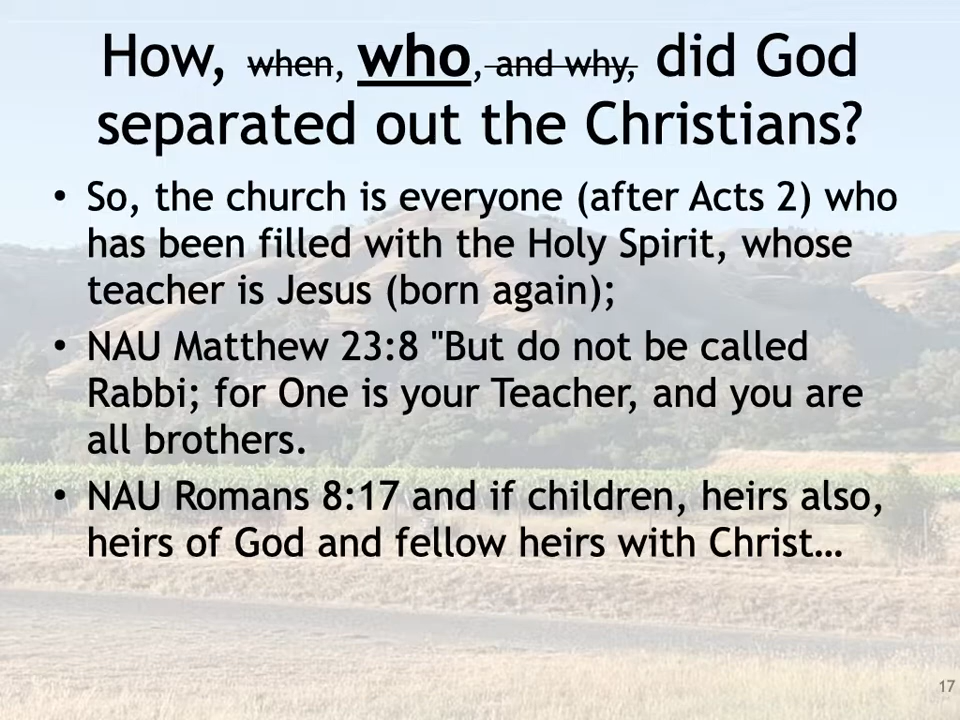 How, when, who, and why, did God
separated out the Christians?
• So, the church is everyone (after Acts 2) who
has been filled with the Holy Spirit, whose
teacher is Jesus (born again);
• NAU Matthew 23:8 "But do not be called
Rabbi; for One is your Teacher, and you are
all brothers.
• NAU Romans 8:17 and if children, heirs also,
heirs of God and fellow heirs with Christ…
17